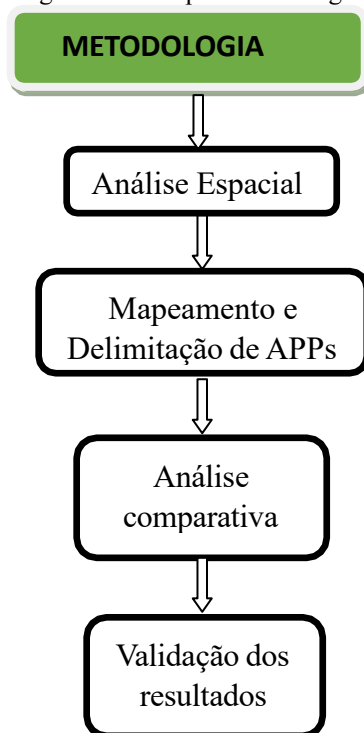 METODOLOGIA
Análise Espacial
Mapeamento e
Delimitação de APPs
Análise
comparativa
Validação dos
resultados